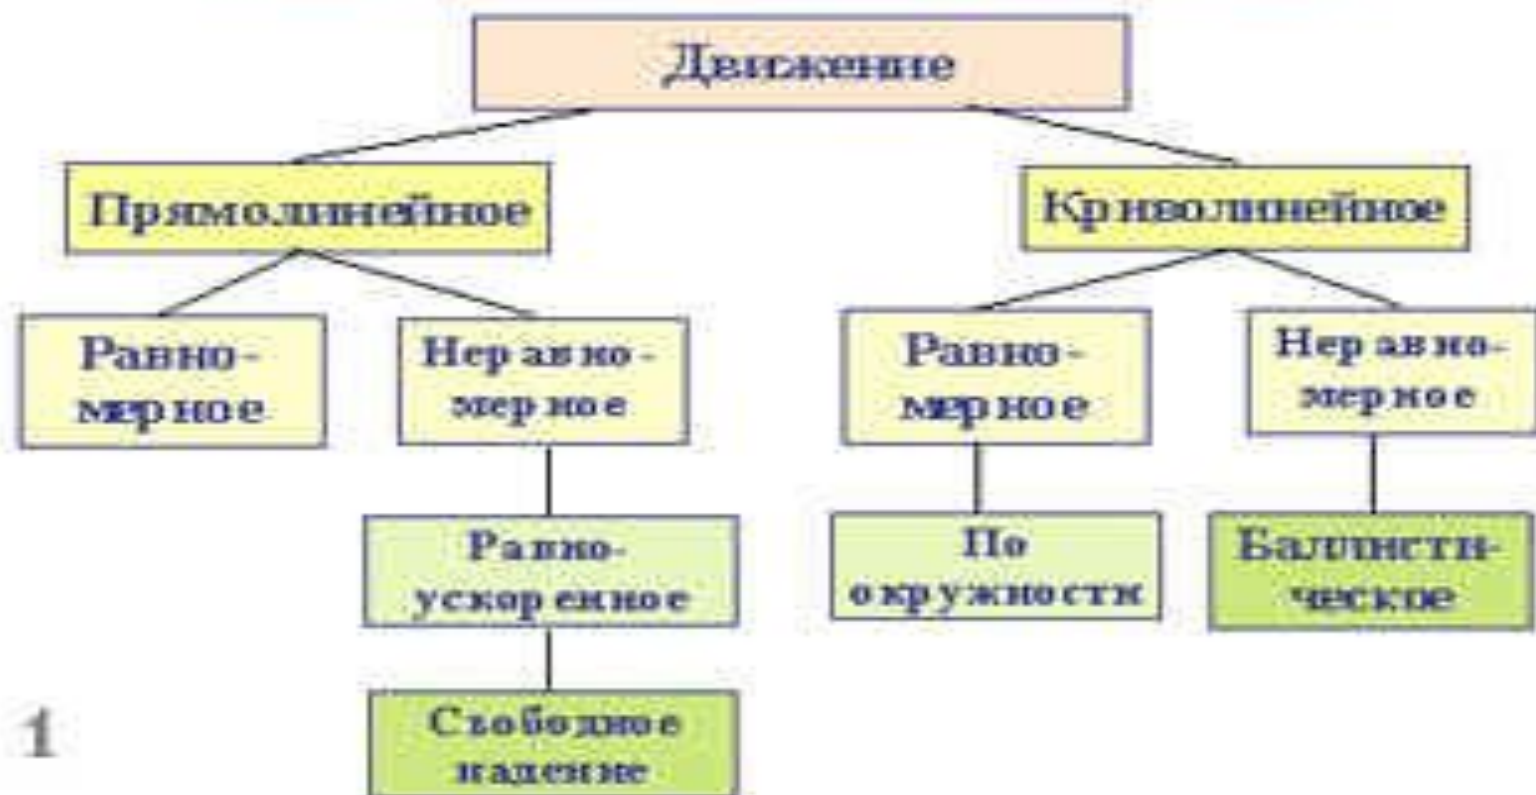 Движение
Прямолинейное
Криволинейное
Равно-
мерное
Неравно-
мерное
Равно-
мерное
Неравно-
мерное
Равно-
ускоренное
По
окружности
Баллисти-
ческое
Свободное
падение
1